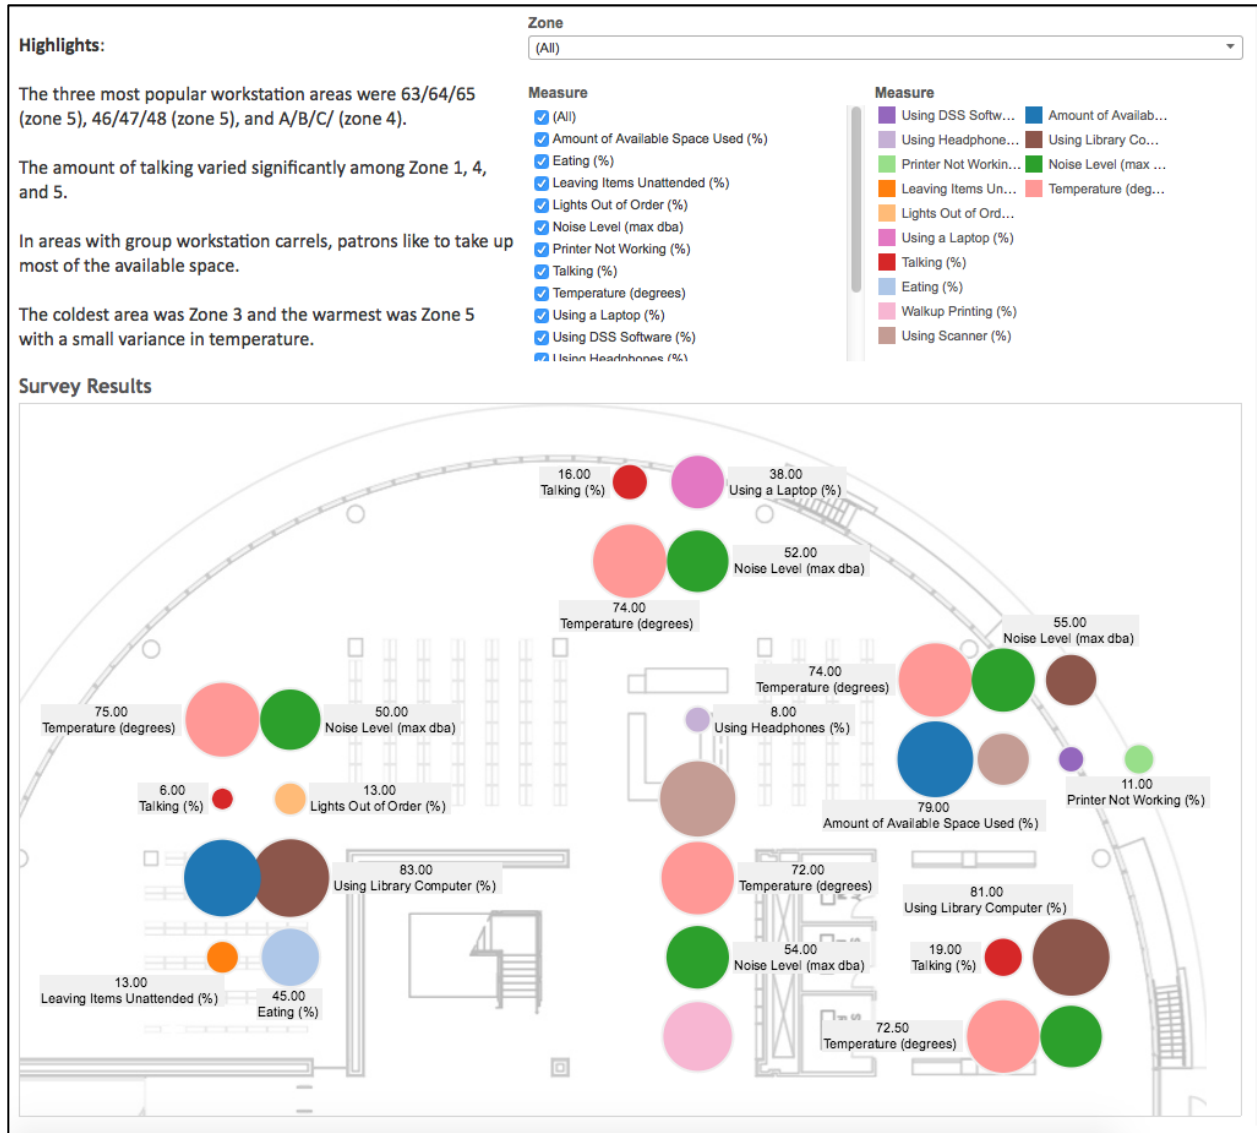 Highlights:
The three most popular workstation areas were 63/64/65
(zone 5), 46/47/48 (zone 5), and A/B/C/ (zone 4).
The amount of talking varied significantly among Zone 1, 4,
and 5.
In areas with group workstation carrels, patrons like to take up
most of the available space.
The coldest area was Zone 3 and the warmest was Zone 5
with a small variance in temperature.
Zone
(All)
Measure
(All)
Amount of Available Space Used (%)
Eating (%)
Leaving Items Unattended (%)
Lights Out of Order (%)
Noise Level (max dba)
Printer Not Working (%)
Talking (%)
Temperature (degrees)
Using a Laptop (%)
Using DSS Software (%)
Using Headphones (%)
Measure
Using DSS Softw...
Using Headphone...
Printer Not Workin...
Leaving Items Un...
Lights Out of Ord...
Using a Laptop (%)
Talking (%)
Eating (%)
Walkup Printing (%)
Using Scanner (%)
Amount of Availab...
Using Library Co...
Noise Level (max ...
Temperature (deg...
Survey Results
16.00
Talking (%)
38.00
Using a Laptop (%)
52.00
Noise Level (max dba)
74.00
Temperature (degrees)
55.00
Noise Level (max dba)
74.00
Temperature (degrees)
75.00
Temperature (degrees)
50.00
Noise Level (max dba)
8.00
Using Headphones (%)
6.00
Talking (%)
13.00
Lights Out of Order (%)
11.00
Printer Not Working (%)
79.00
Amount of Available Space Used (%)
83.00
Using Library Computer (%)
72.00
Temperature (degrees)
81.00
Using Library Computer (%)
13.00
Leaving Items Unattended (%)
45.00
Eating (%)
54.00
Noise Level (max dba)
19.00
Talking (%)
72.50
Temperature (degrees)